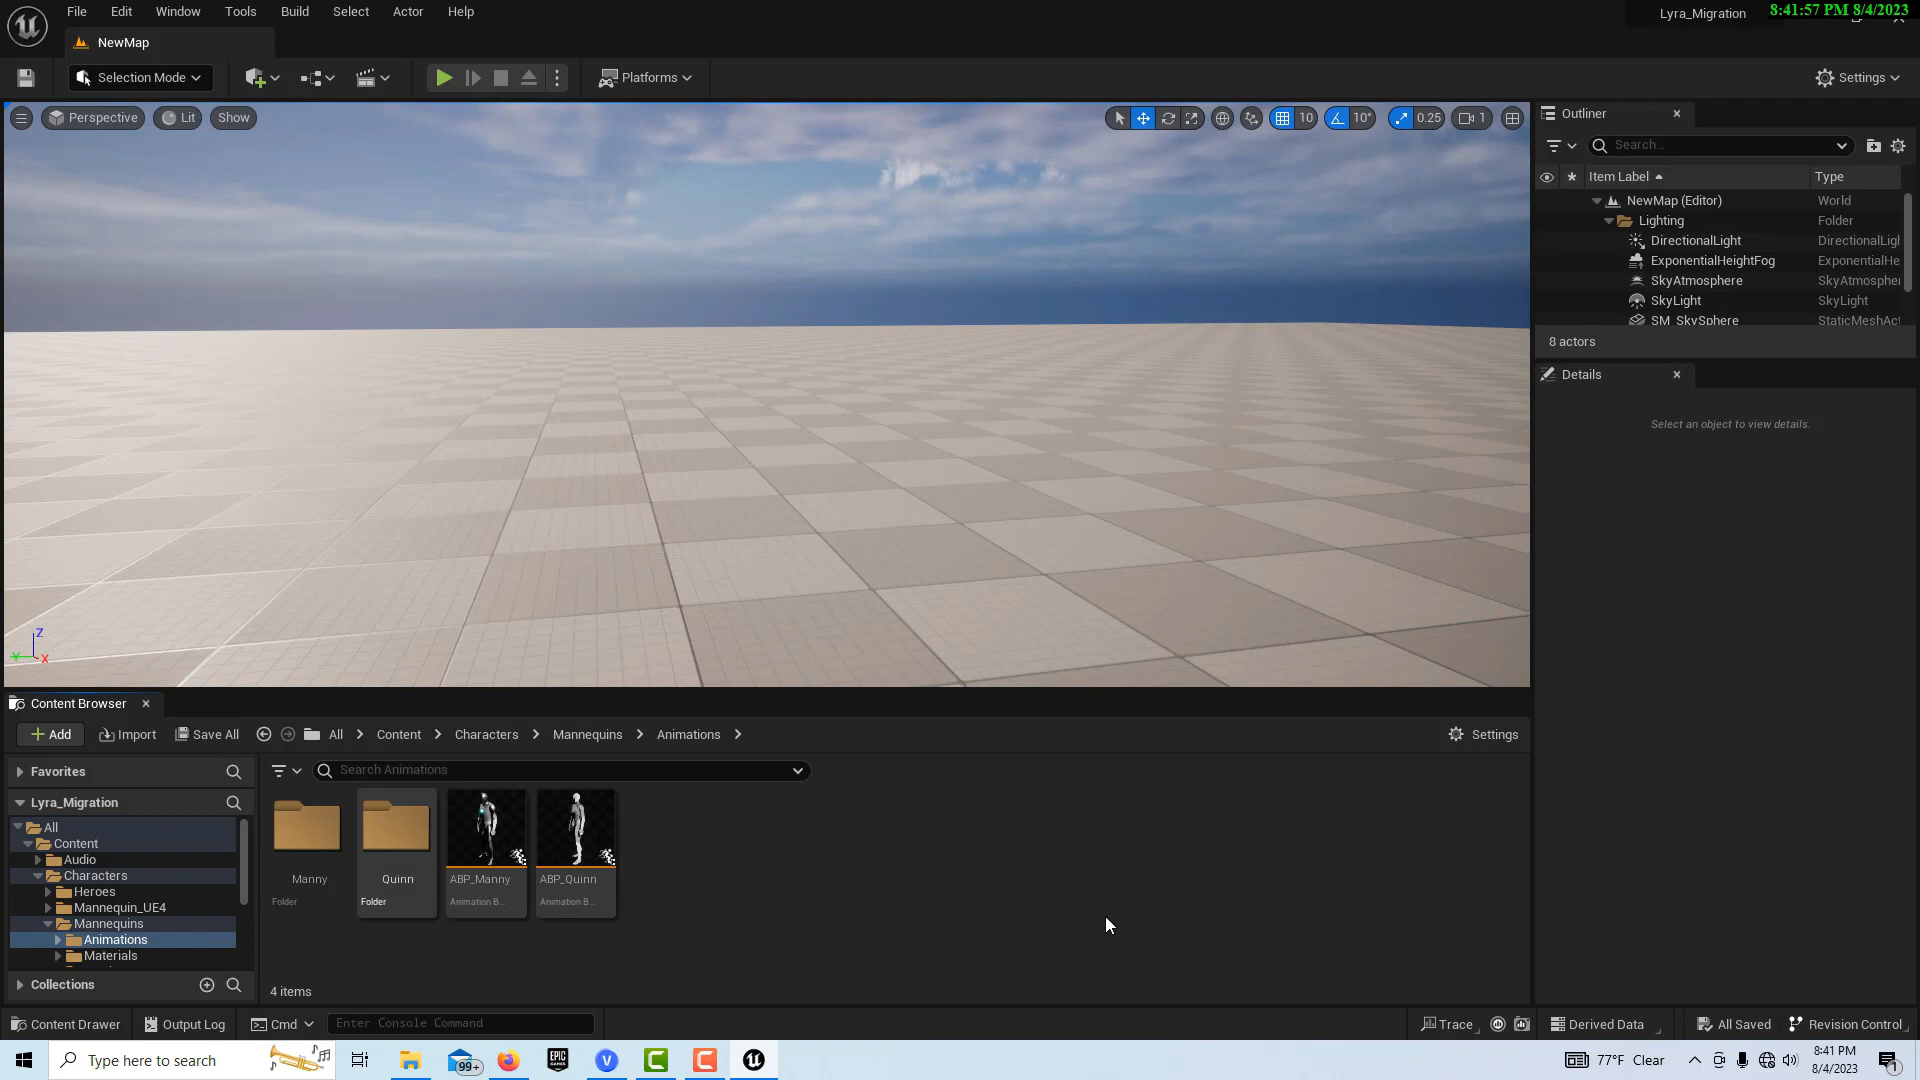 File Edit Window Tools Build Select Actor Help
Lyra_Migration
8:41:57 PM 8/4/2023
NewMap
Selection Mode
Platforms
Settings
Perspective Lit Show
10 10° 0.25 1
Outliner
Search...
Item Label Type
NewMap (Editor) World
Lighting Folder
DirectionalLight DirectionalLigh
ExponentialHeightFog ExponentialHe
SkyAtmosphere SkyAtmospher
SkyLight SkyLight
SM_SkySphere StaticMeshAct
8 actors
Details
Select an object to view details.
Z
Y X
Content Browser
Add Import Save All All Content Characters Mannequins Animations Settings
Favorites
Search Animations
Lyra_Migration
All
Content
Audio
Characters
Heroes
Mannequin_UE4
Mannequins
Animations
Materials
Collections
Manny Quinn ABP_Manny ABP_Quinn
Folder Folder Animation B... Animation B...
4 items
Content Drawer Output Log Cmd Enter Console Command Trace Derived Data All Saved Revision Control
Type here to search
99+
EPIC GAMES
V
77°F Clear
8:41 PM
8/4/2023
1